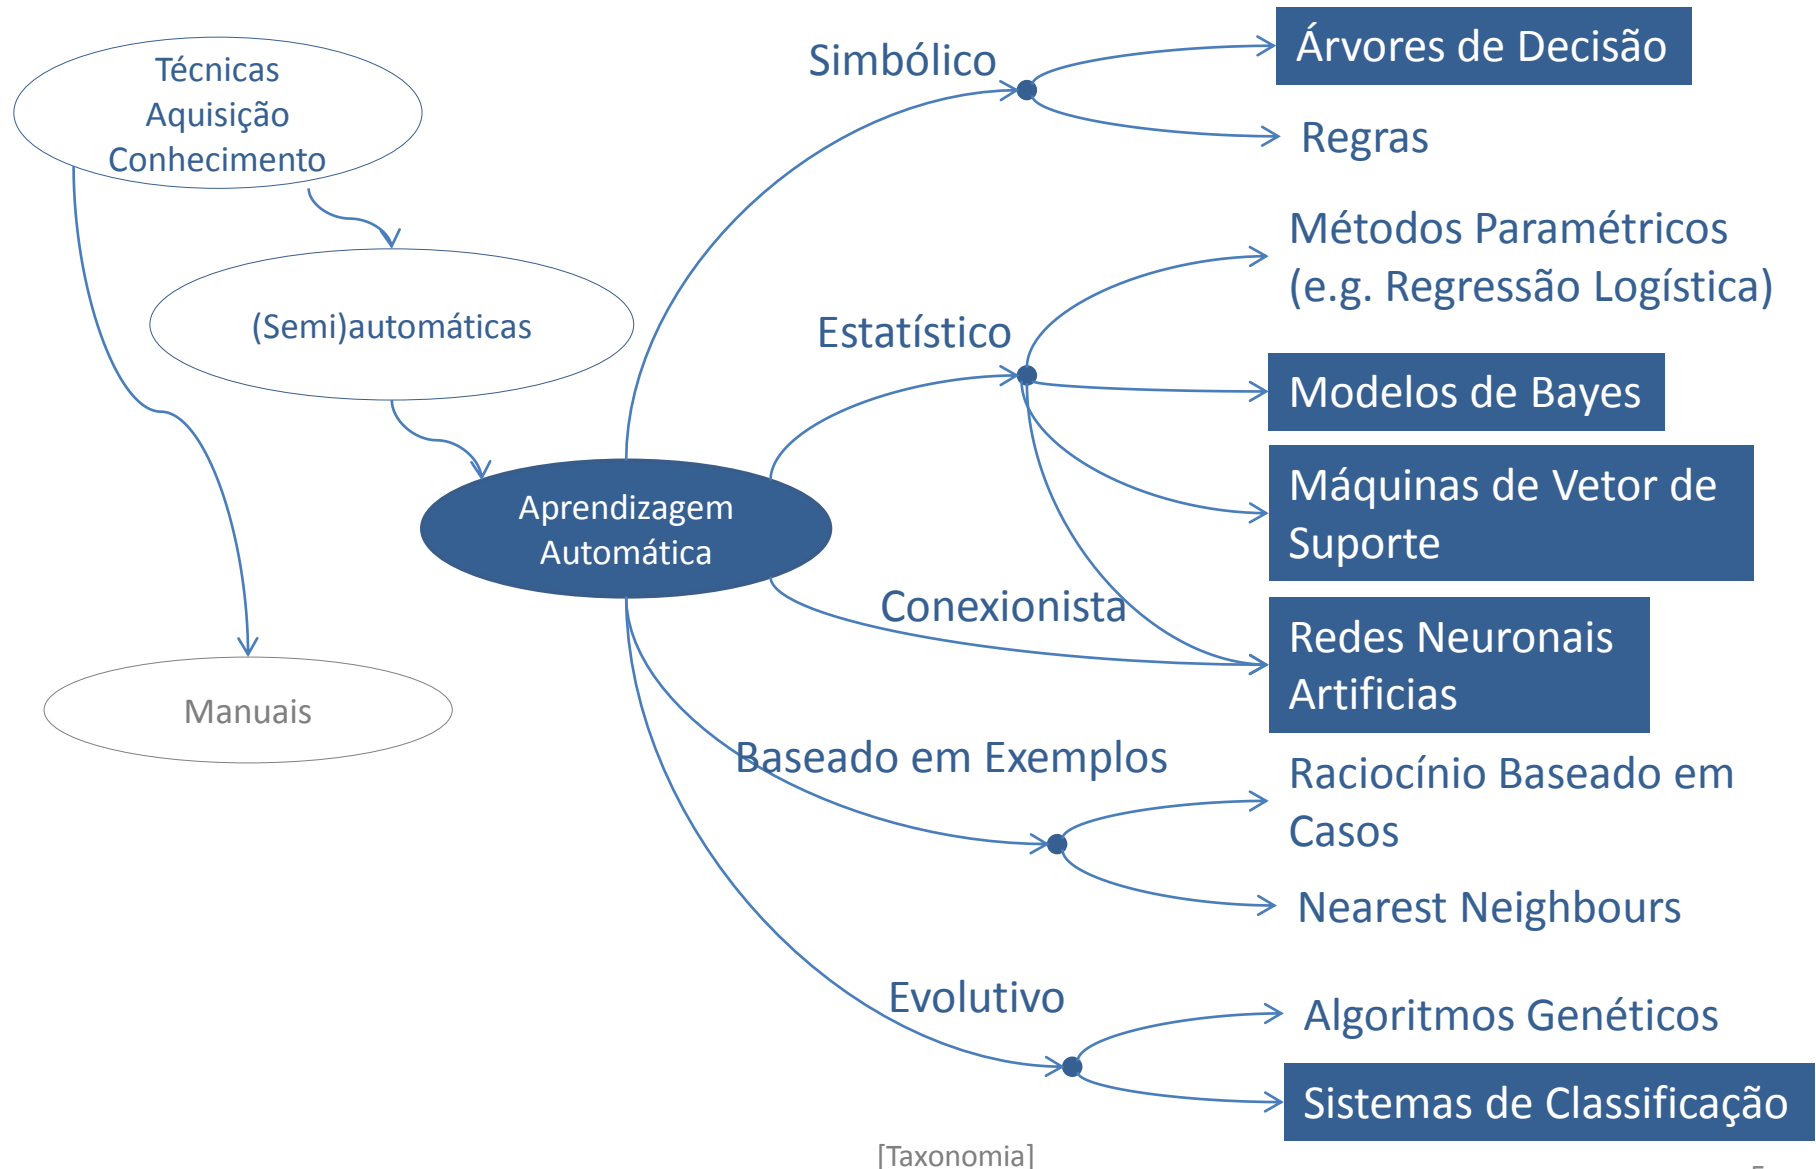 Técnicas
Aquisição
Conhecimento
(Semi)automáticas
Aprendizagem
Automática
Manuais
Simbólico
Árvores de Decisão
Regras
Estatístico
Métodos Paramétricos
(e.g. Regressão Logística)
Modelos de Bayes
Máquinas de Vetor de
Suporte
Conexionista
Redes Neuronais
Artificias
Baseado em Exemplos
Raciocínio Baseado em
Casos
Nearest Neighbours
Evolutivo
Algoritmos Genéticos
Sistemas de Classificação
[Taxonomia]